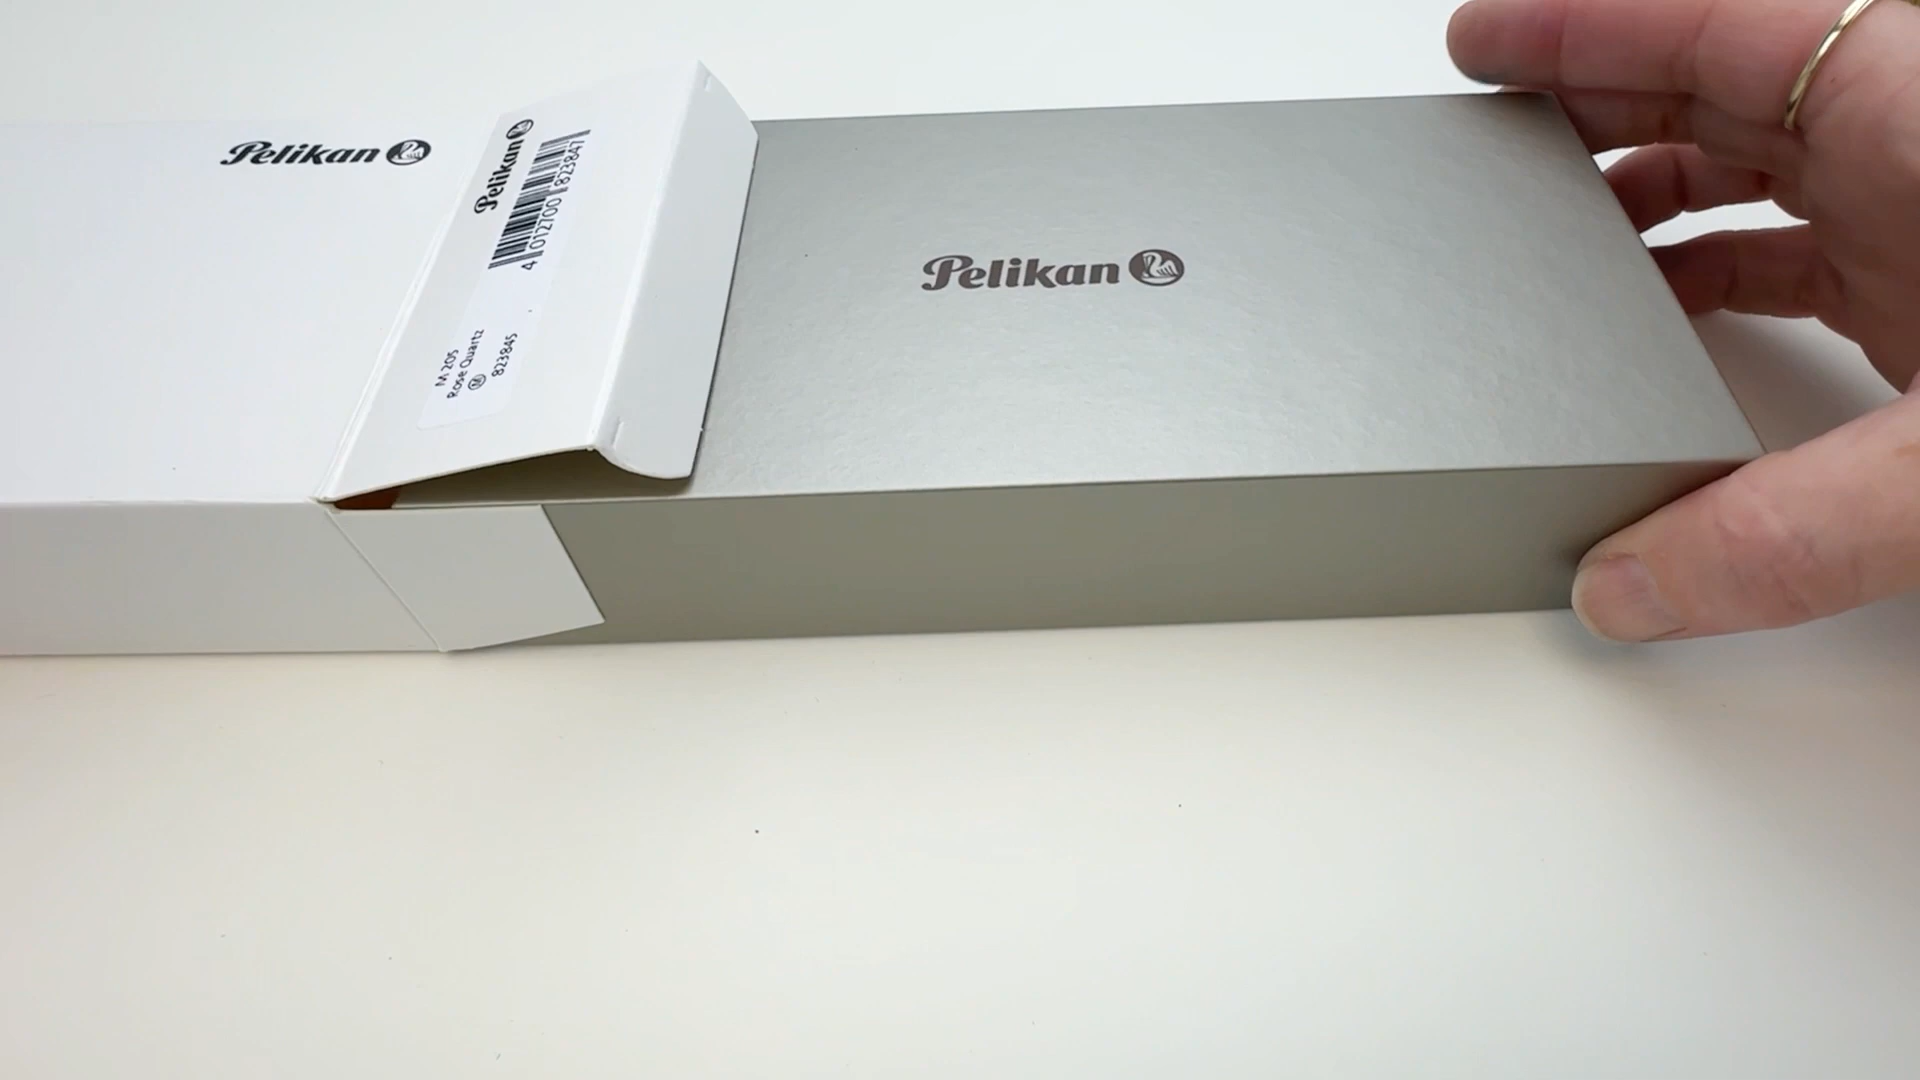 Pelikan
Pelikan
4 012700 823847
M 205
Rose Quartz
M
823845
Pelikan